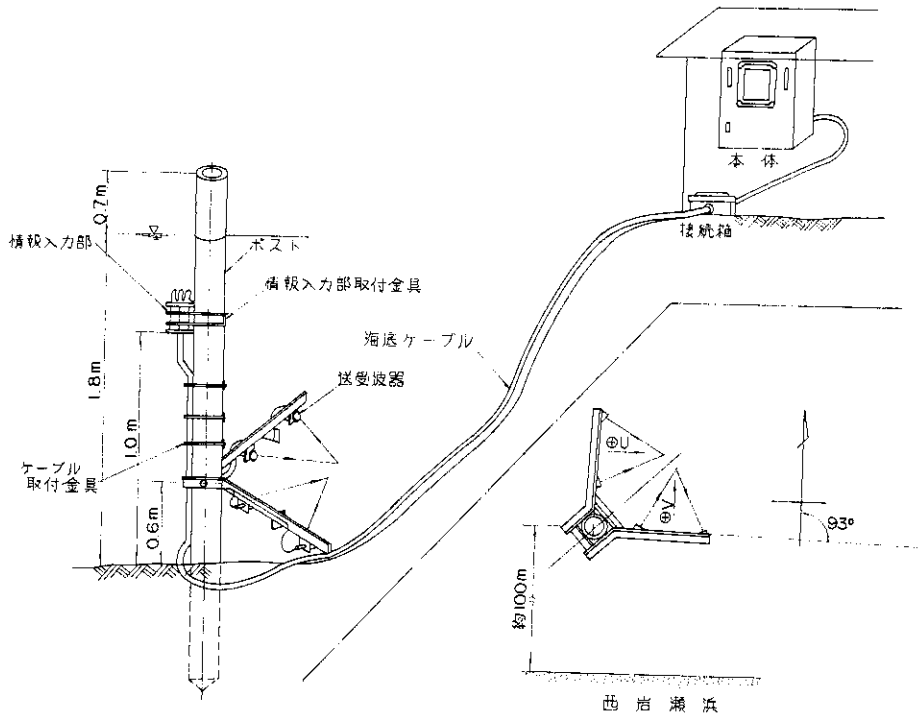 本体
接続箱
0.7m
情報入力部
ポスト
情報入力部取付金具
海底ケーブル
送受波器
1.8m
1.0m
ケーブル
取付金具
0.6m
⊕U
⊕V
93°
約100m
西岩瀬浜